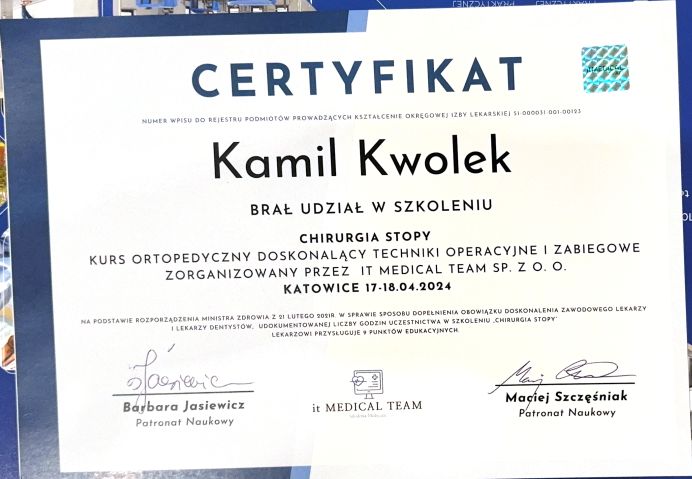 CERTYFIKAT
NUMER WPISU DO REJESTRU PODMIOTÓW PROWADZĄCYCH KSZTAŁCENIE OKRĘGOWEJ IZBY LEKARSKIEJ 51-000031-001-00123
Kamil Kwolek
BRAŁ UDZIAŁ W SZKOLENIU
CHIRURGIA STOPY
KURS ORTOPEDYCZNY DOSKONALĄCY TECHNIKI OPERACYJNE I ZABIEGOWE
ZORGANIZOWANY PRZEZ IT MEDICAL TEAM SP. Z O. O.
KATOWICE 17-18.04.2024
NA PODSTAWIE ROZPORZĄDZENIA MINISTRA ZDROWIA Z 21 LUTEGO 2021R. W SPRAWIE SPOSOBU DOPEŁNIENIA OBOWIĄZKU DOSKONALENIA ZAWODOWEGO LEKARZY
I LEKARZY DENTYSTÓW, UDOKUMENTOWANEJ LICZBY GODZIN UCZESTNICTWA W SZKOLENIU „CHIRURGIA STOPY"
LEKARZOWI PRZYSŁUGUJE 9 PUNKTÓW EDUKACYJNYCH.
Barbara Jasiewicz
Patronat Naukowy
it MEDICAL TEAM
Maciej Szczęśniak
Patronat Naukowy